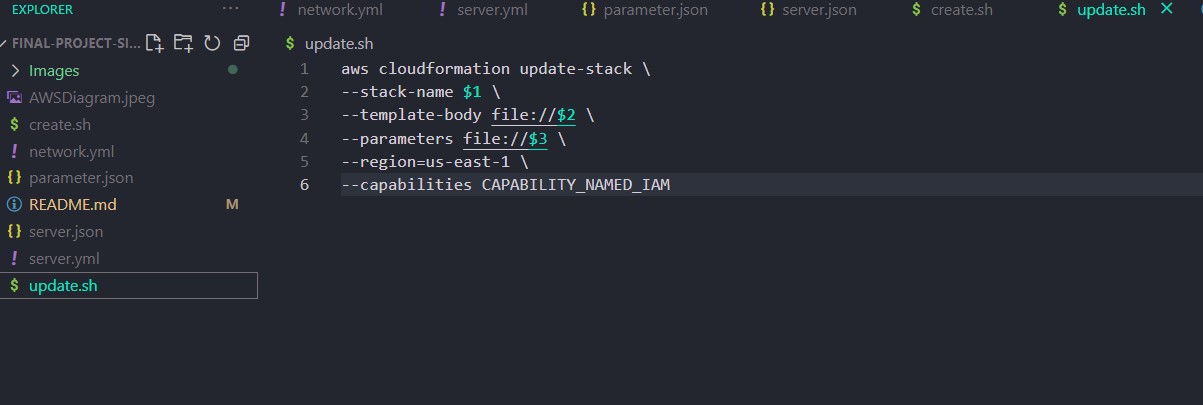 EXPLORER ...
! network.yml ! server.yml {} parameter.json {} server.json $ create.sh $ update.sh ×
FINAL-PROJECT-SI...
> Images
AWSDiagram.jpeg
$ create.sh
! network.yml
{} parameter.json
README.md M
{} server.json
! server.yml
$ update.sh
$ update.sh
1 aws cloudformation update-stack \
2 --stack-name $1 \
3 --template-body file://$2 \
4 --parameters file://$3 \
5 --region=us-east-1 \
6 --capabilities CAPABILITY_NAMED_IAM